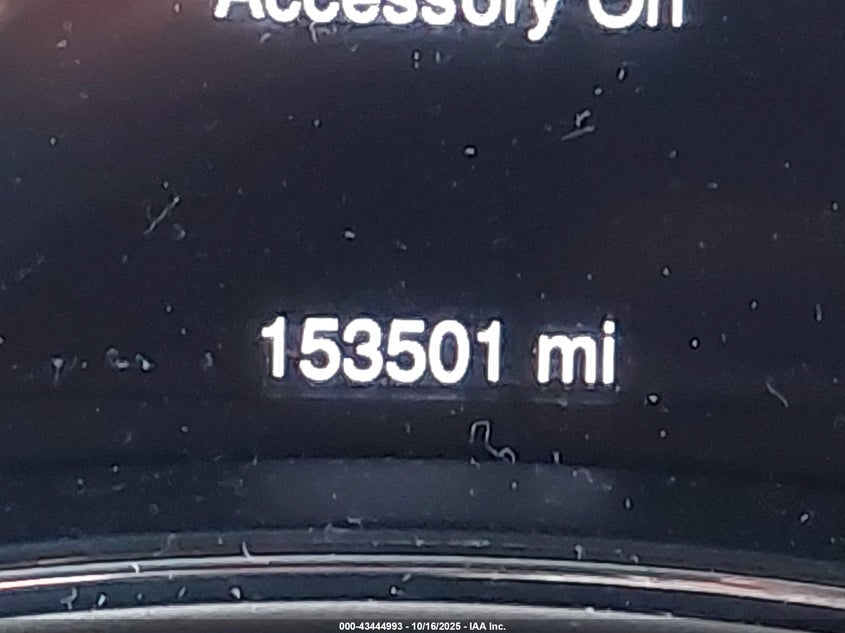 Accessory On
153501 mi
000-43444993 - 10/16/2025 - IAA Inc.